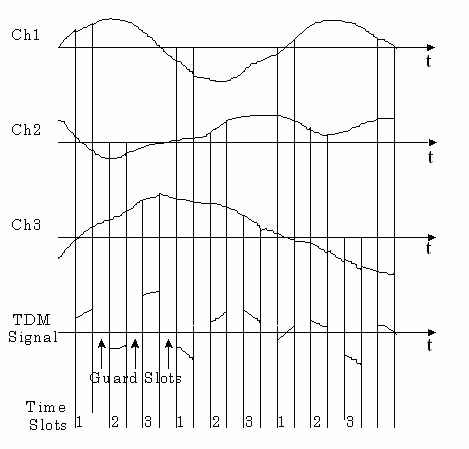 Ch1
t
Ch2
t
Ch3
t
TDM
Signal
t
Guard Slots
Time
Slots
1 2 3 1 2 3 1 2 3